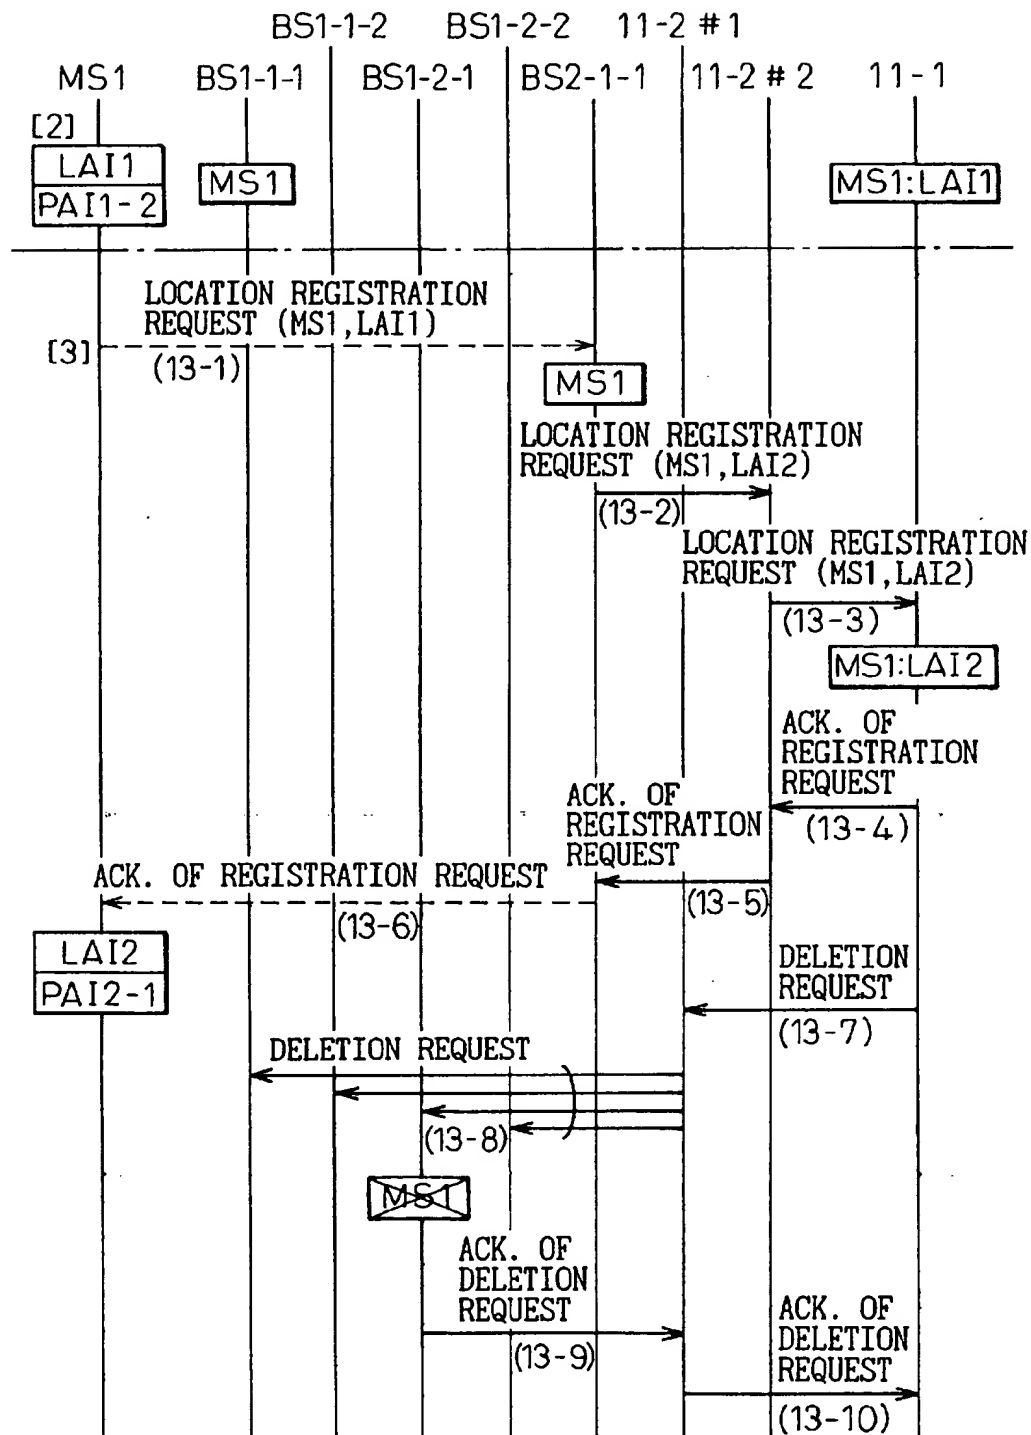 BS1-1-2 BS1-2-2 11-2 #1
MS1 BS1-1-1 BS1-2-1 BS2-1-1 11-2 #2 11-1
[2]
LAI1
PAI1-2
MS1
MS1:LAI1
LOCATION REGISTRATION
REQUEST (MS1,LAI1)
[3]
(13-1)
MS1
LOCATION REGISTRATION
REQUEST (MS1,LAI2)
(13-2)
LOCATION REGISTRATION
REQUEST (MS1,LAI2)
(13-3)
MS1:LAI2
ACK. OF
REGISTRATION
REQUEST
(13-4)
ACK. OF
REGISTRATION
REQUEST
(13-5)
ACK. OF REGISTRATION REQUEST
(13-6)
LAI2
PAI2-1
DELETION
REQUEST
(13-7)
DELETION REQUEST
(13-8)
MS1
ACK. OF
DELETION
REQUEST
(13-9)
ACK. OF
DELETION
REQUEST
(13-10)